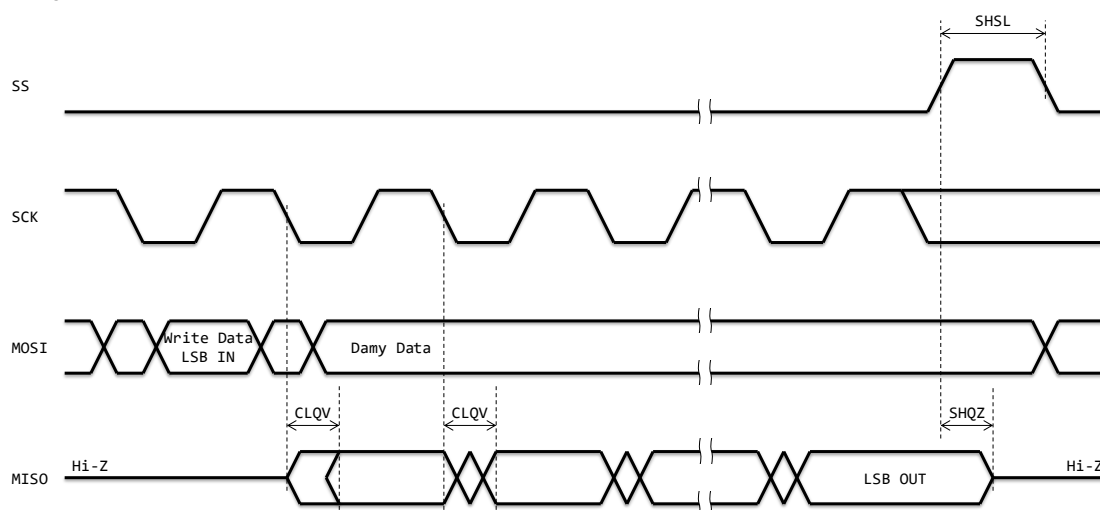 SHSL
SS
SCK
MOSI
Write Data
LSB IN
Damy Data
CLQV
CLQV
SHQZ
MISO
Hi-Z
LSB OUT
Hi-Z